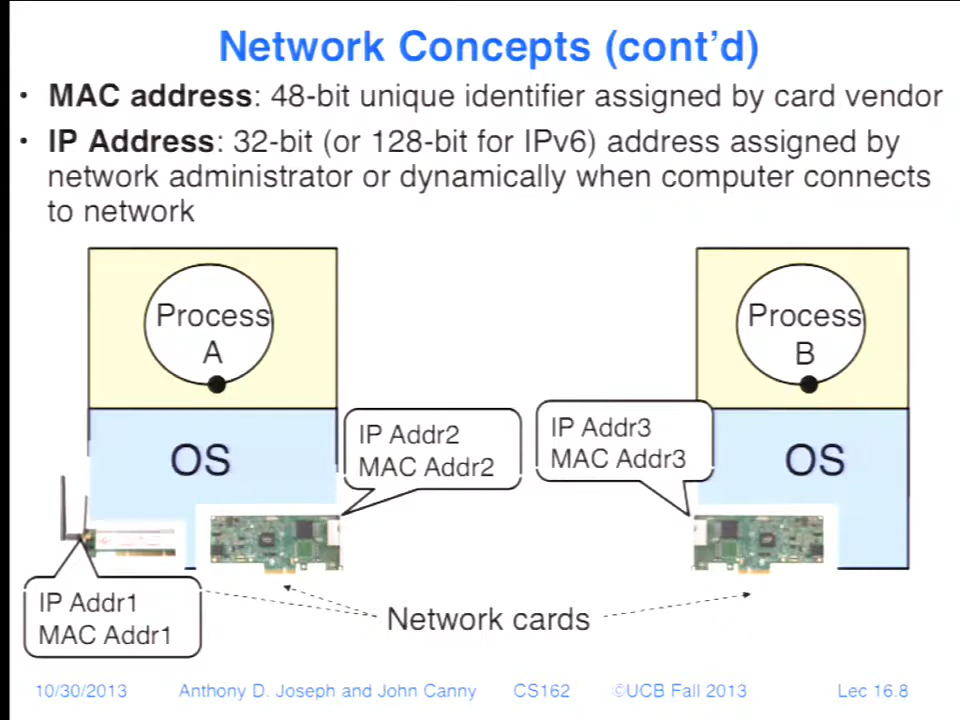 Network Concepts (cont'd)
• MAC address: 48-bit unique identifier assigned by card vendor
• IP Address: 32-bit (or 128-bit for IPv6) address assigned by
network administrator or dynamically when computer connects
to network
Process
A
Process
B
OS
IP Addr2
MAC Addr2
IP Addr3
MAC Addr3
OS
IP Addr1
MAC Addr1
Network cards
10/30/2013 Anthony D. Joseph and John Canny CS162 ©UCB Fall 2013 Lec 16.8